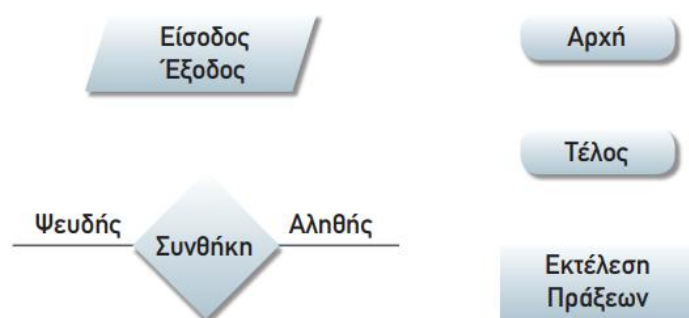 Είσοδος
Έξοδος
Αρχή
Τέλος
Ψευδής
Συνθήκη
Αληθής
Εκτέλεση
Πράξεων